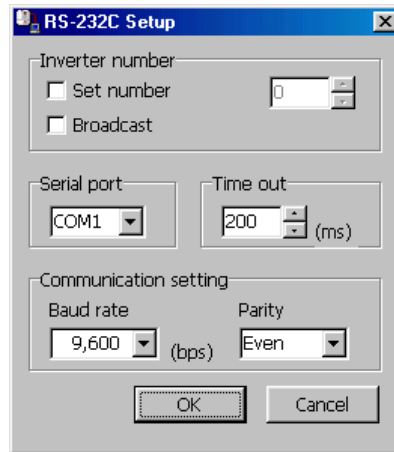 RS-232C Setup
Inverter number
Set number 0
Broadcast
Serial port Time out
COM1 200 (ms)
Communication setting
Baud rate Parity
9,600 (bps) Even
OK Cancel